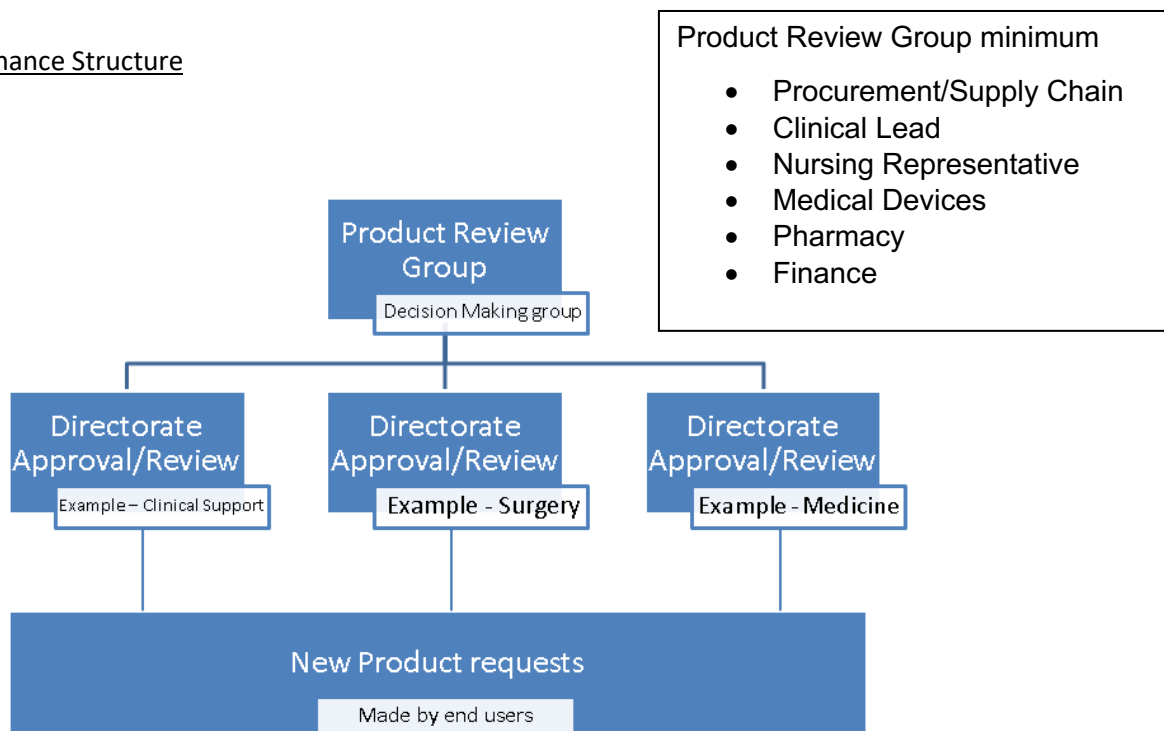 nance Structure
Product Review Group minimum
• Procurement/Supply Chain
• Clinical Lead
• Nursing Representative
• Medical Devices
• Pharmacy
• Finance
Product Review
Group
Decision Making group
Directorate
Approval/Review
Example – Clinical Support
Directorate
Approval/Review
Example - Surgery
Directorate
Approval/Review
Example - Medicine
New Product requests
Made by end users